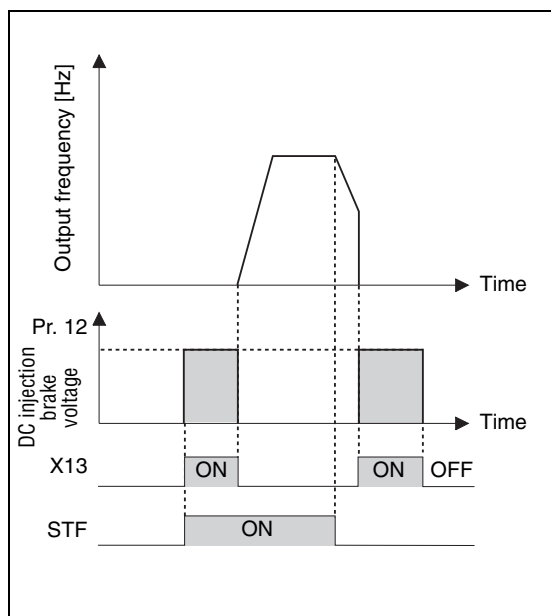 Output frequency [Hz]
Time
Pr. 12
DC injection
brake
voltage
Time
X13
ON
ON
OFF
STF
ON